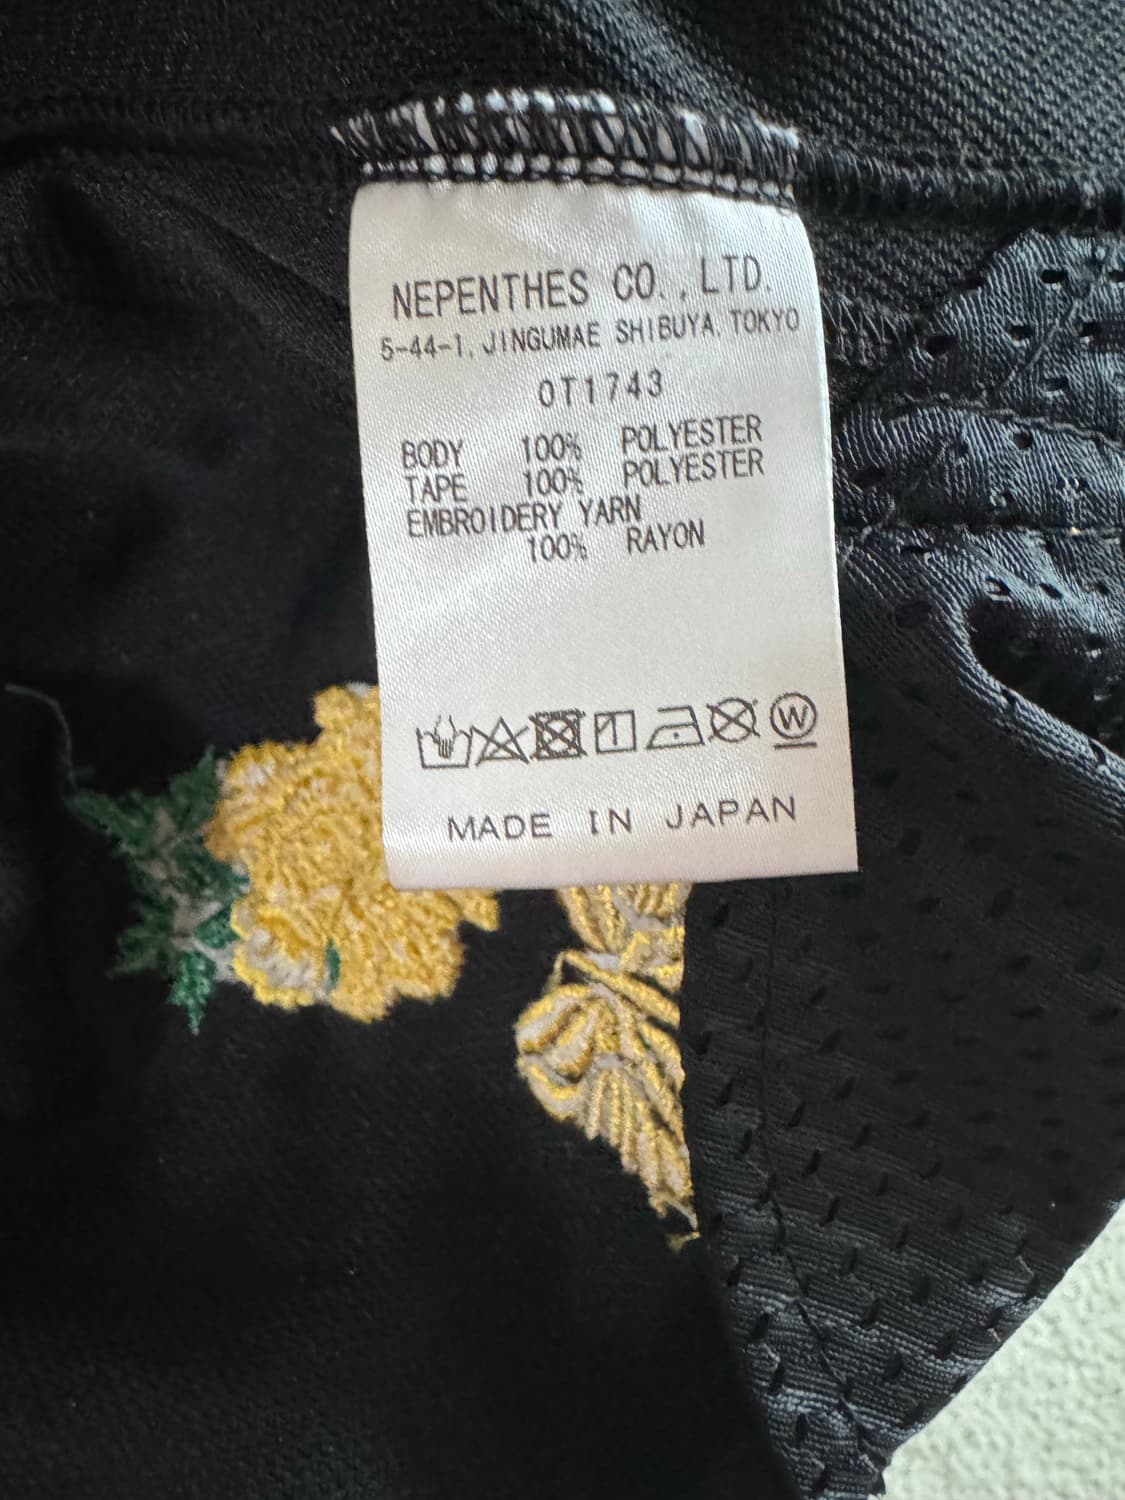 NEPENTHES CO., LTD.
5-44-1, JINGUMAE SHIBUYA, TOKYO
OT1743
BODY 100% POLYESTER
TAPE 100% POLYESTER
EMBROIDERY YARN
100% RAYON
W
MADE IN JAPAN